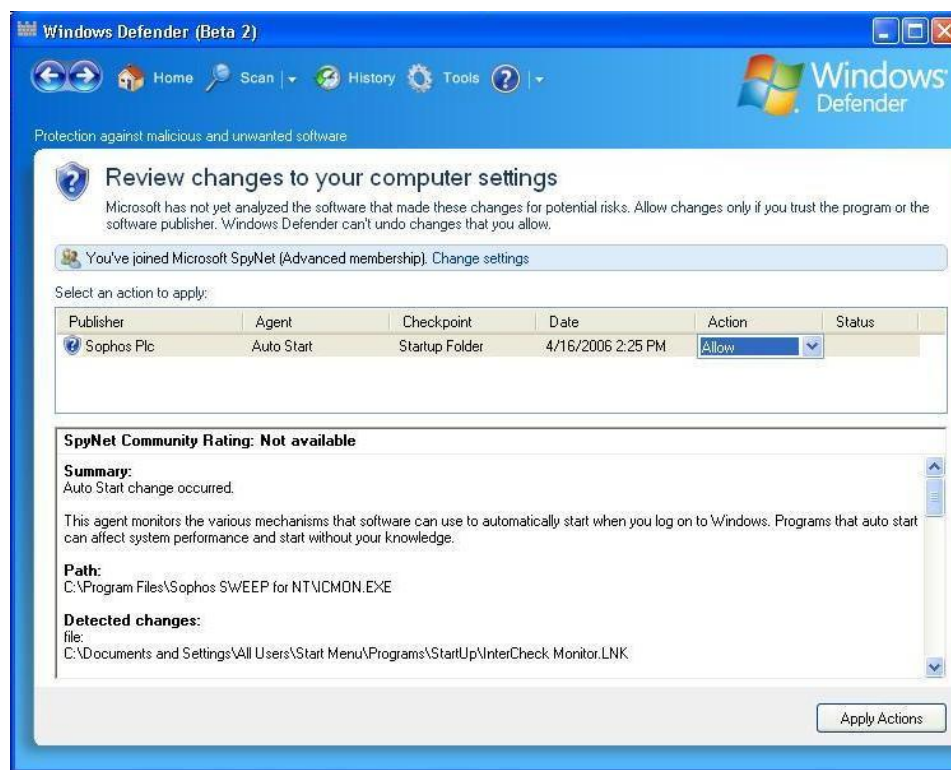 Windows Defender (Beta 2)
Home Scan History Tools
Windows
Defender
Protection against malicious and unwanted software
Review changes to your computer settings
Microsoft has not yet analyzed the software that made these changes for potential risks. Allow changes only if you trust the program or the
software publisher. Windows Defender can't undo changes that you allow.
You've joined Microsoft SpyNet (Advanced membership). Change settings
Select an action to apply:
Publisher Agent Checkpoint Date Action Status
Sophos Plc Auto Start Startup Folder 4/16/2006 2:25 PM Allow
SpyNet Community Rating: Not available
Summary:
Auto Start change occurred.
This agent monitors the various mechanisms that software can use to automatically start when you log on to Windows. Programs that auto start
can affect system performance and start without your knowledge.
Path:
C:\Program Files\Sophos SWEEP for NT\ICMON.EXE
Detected changes:
file:
C:\Documents and Settings\All Users\Start Menu\Programs\StartUp\InterCheck Monitor.LNK
Apply Actions